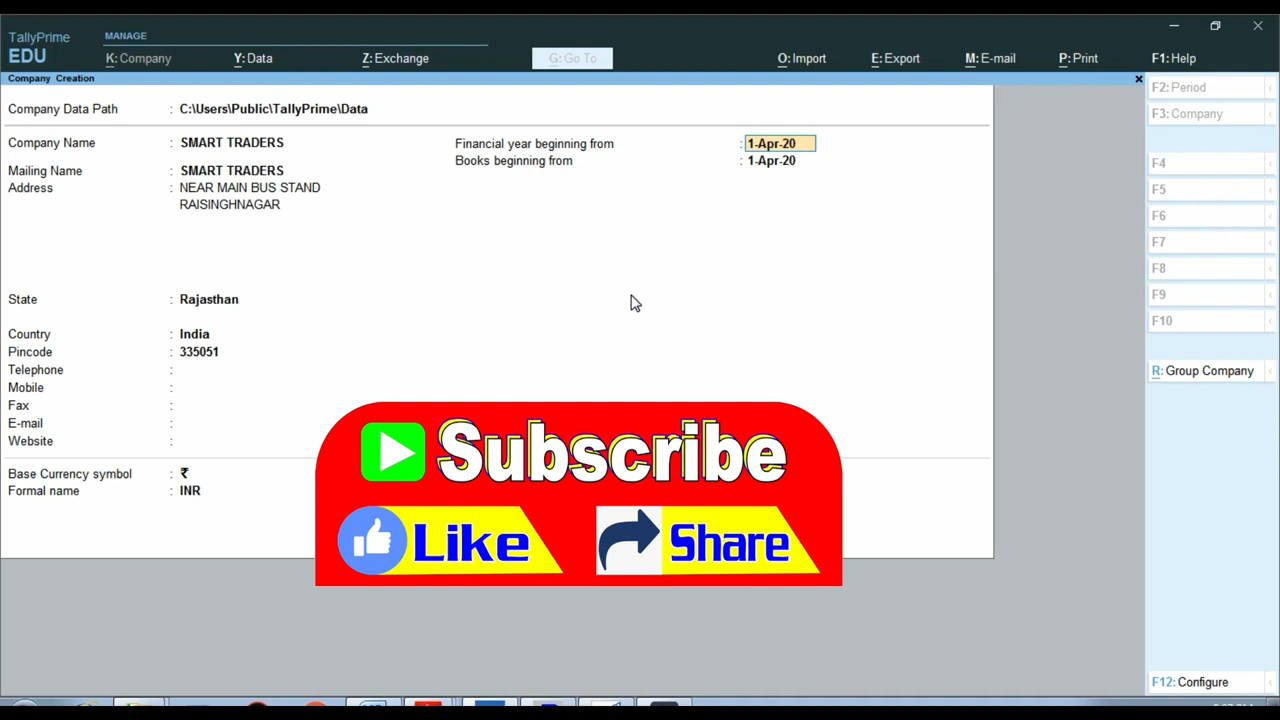 TallyPrime
EDU
MANAGE
K: Company
Y: Data
Z: Exchange
G: Go To
O: Import
E: Export
M: E-mail
P: Print
F1: Help
Company Creation
Company Data Path : C:\Users\Public\TallyPrime\Data
Company Name : SMART TRADERS
Mailing Name : SMART TRADERS
Address : NEAR MAIN BUS STAND
RAISINGHNAGAR
State : Rajasthan
Country : India
Pincode : 335051
Telephone :
Mobile :
Fax :
E-mail :
Website :
Base Currency symbol : ₹
Formal name : INR
Financial year beginning from : 1-Apr-20
Books beginning from : 1-Apr-20
Subscribe
Like
Share
F2: Period
F3: Company
F4
F5
F6
F7
F8
F9
F10
R: Group Company
F12: Configure